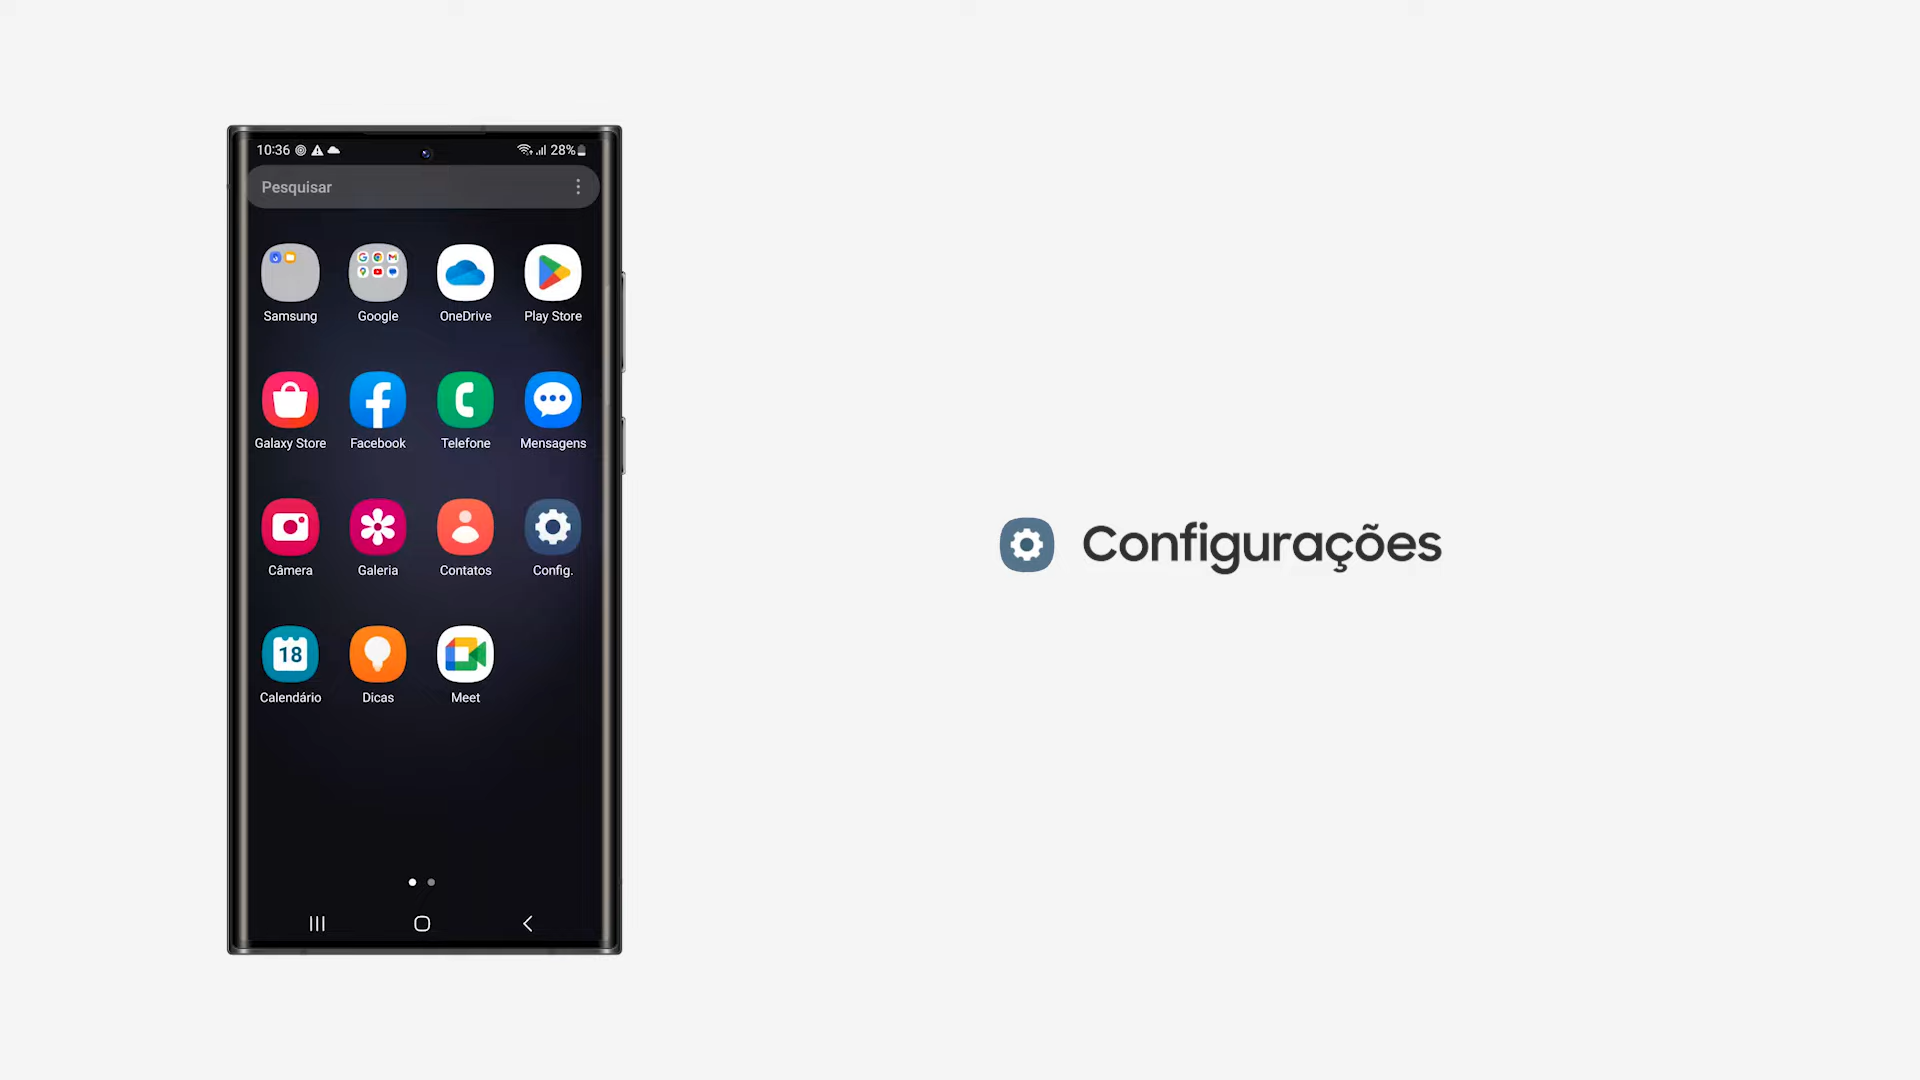 10:36
28%
Pesquisar
Samsung
Google
OneDrive
Play Store
Galaxy Store
Facebook
Telefone
Mensagens
Câmera
Galeria
Contatos
Config.
18
Calendário
Dicas
Meet
Configurações